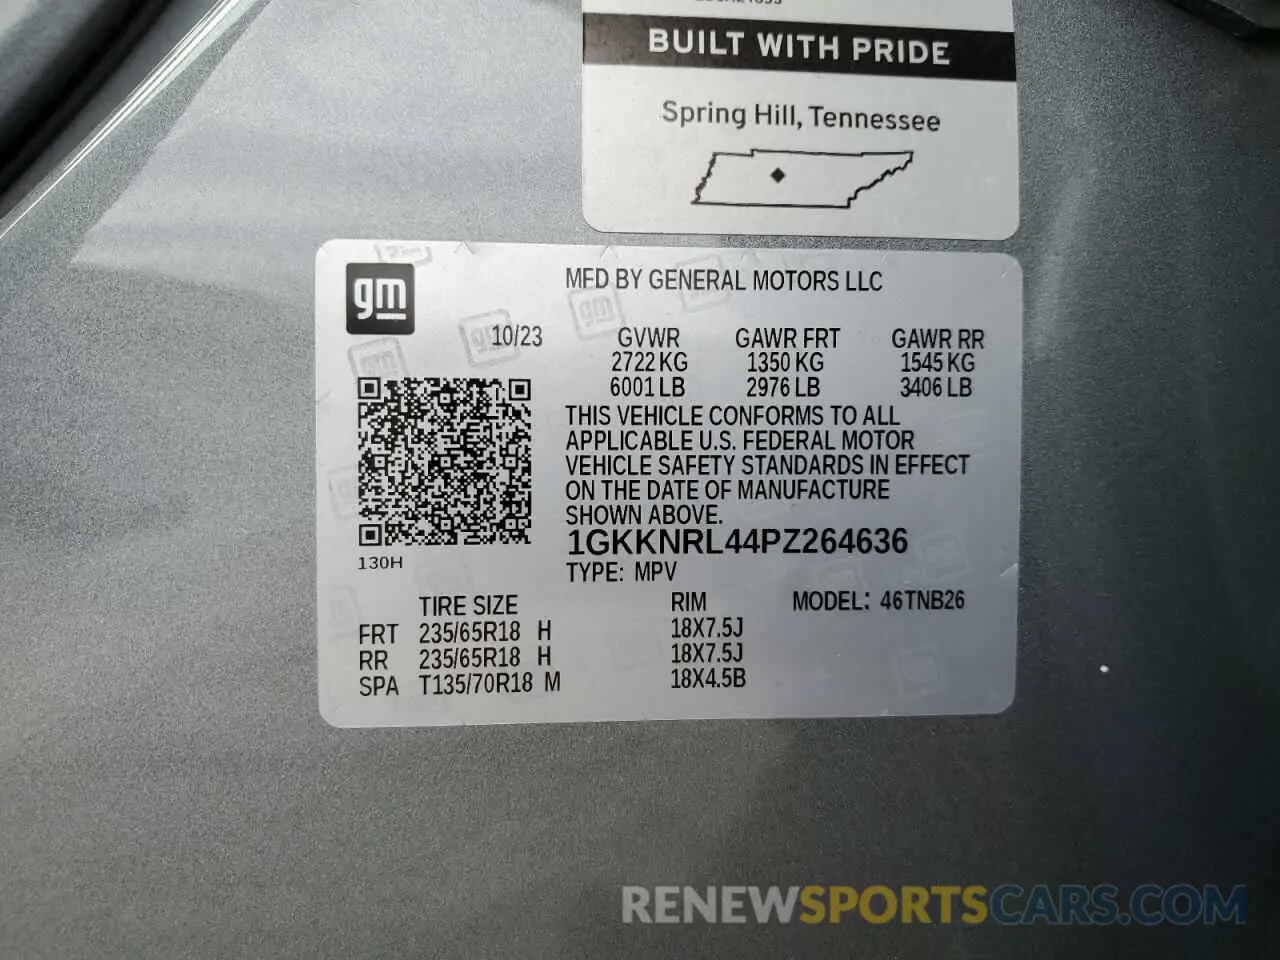 BUILT WITH PRIDE
Spring Hill, Tennessee
gm
MFD BY GENERAL MOTORS LLC
10/23 GVWR GAWR FRT GAWR RR
2722 KG 1350 KG 1545 KG
6001 LB 2976 LB 3406 LB
THIS VEHICLE CONFORMS TO ALL
APPLICABLE U.S. FEDERAL MOTOR
VEHICLE SAFETY STANDARDS IN EFFECT
ON THE DATE OF MANUFACTURE
SHOWN ABOVE.
1GKKNRL44PZ264636
130H
TYPE: MPV
TIRE SIZE RIM MODEL: 46TNB26
FRT 235/65R18 H 18X7.5J
RR 235/65R18 H 18X7.5J
SPA T135/70R18 M 18X4.5B
RENEWSPORTSCARS.COM